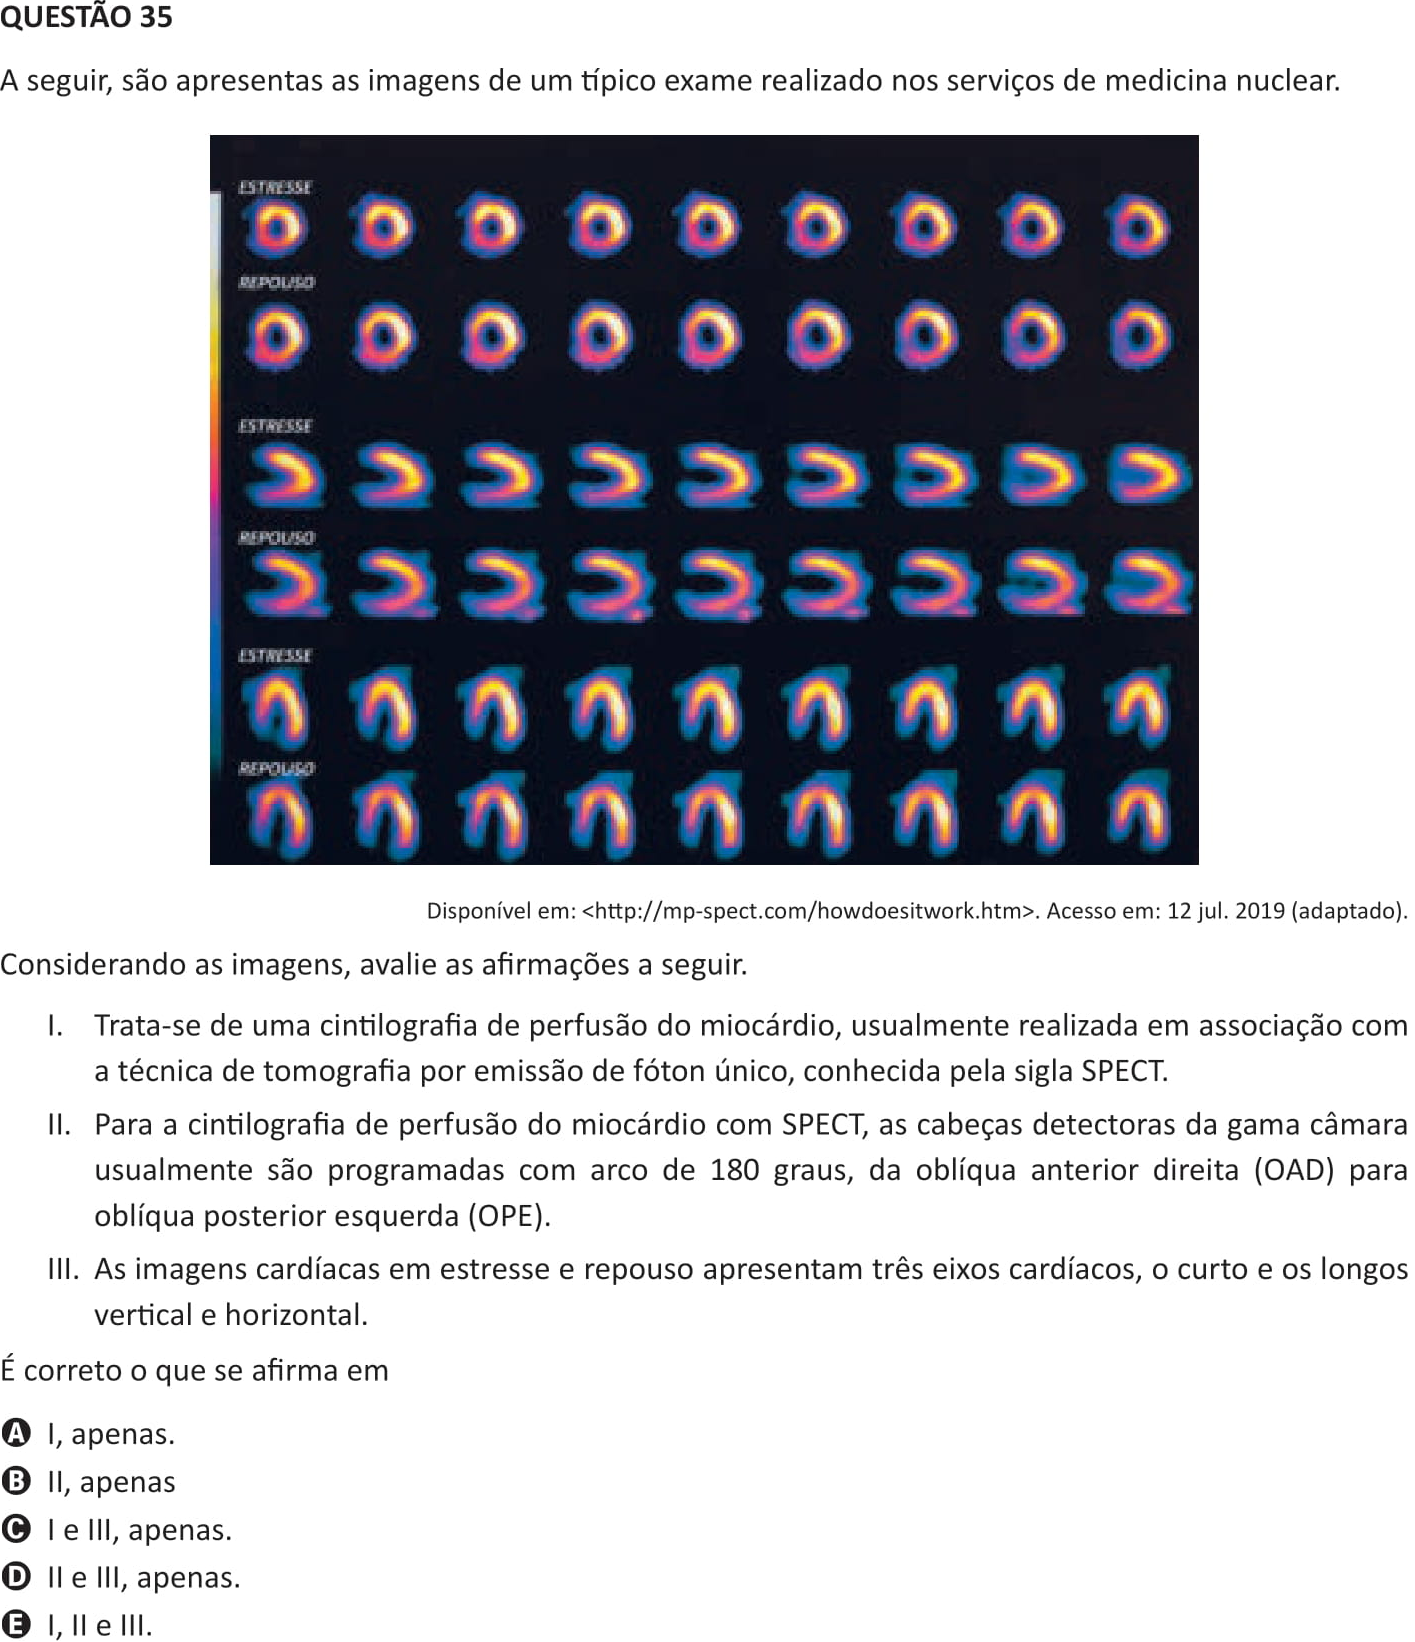 QUESTÃO 35
A seguir, são apresentas as imagens de um típico exame realizado nos serviços de medicina nuclear.
ESTRESSE
REPOUSO
ESTRESSE
REPOUSO
ESTRESSE
REPOUSO
Disponível em: <http://mp-spect.com/howdoesitwork.htm>. Acesso em: 12 jul. 2019 (adaptado).
Considerando as imagens, avalie as afirmações a seguir.
I. Trata-se de uma cintilografia de perfusão do miocárdio, usualmente realizada em associação com
a técnica de tomografia por emissão de fóton único, conhecida pela sigla SPECT.
II. Para a cintilografia de perfusão do miocárdio com SPECT, as cabeças detectoras da gama câmara
usualmente são programadas com arco de 180 graus, da oblíqua anterior direita (OAD) para
oblíqua posterior esquerda (OPE).
III. As imagens cardíacas em estresse e repouso apresentam três eixos cardíacos, o curto e os longos
vertical e horizontal.
É correto o que se afirma em
A I, apenas.
B II, apenas
C I e III, apenas.
D II e III, apenas.
E I, II e III.